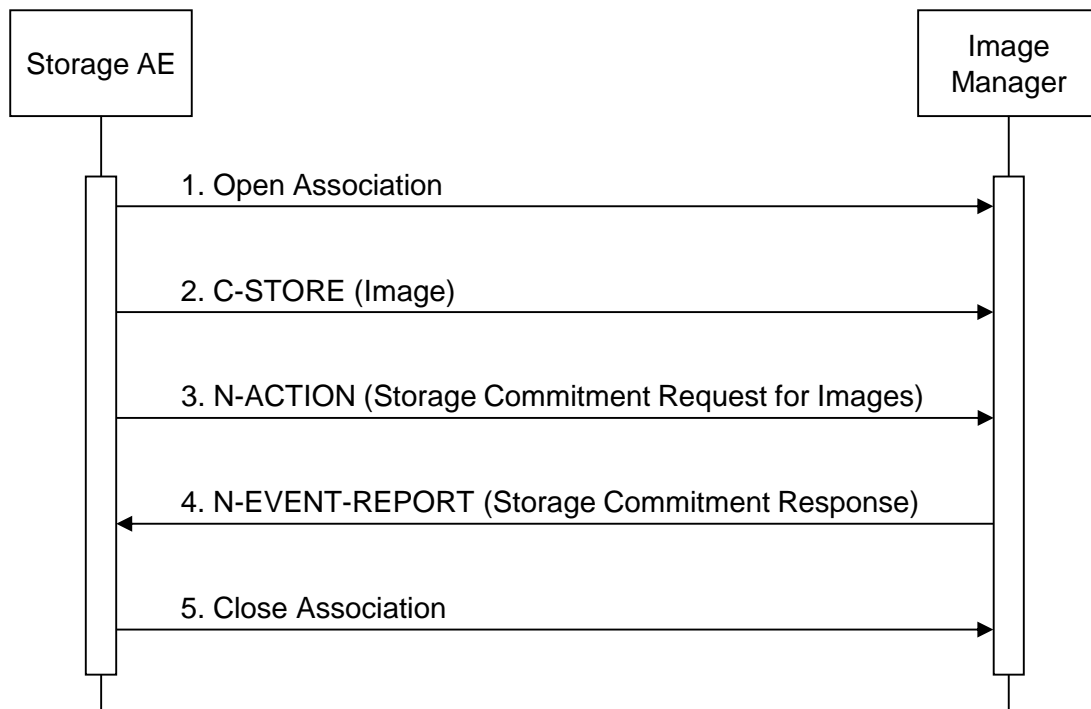 Storage AE
Image
Manager
1. Open Association
2. C-STORE (Image)
3. N-ACTION (Storage Commitment Request for Images)
4. N-EVENT-REPORT (Storage Commitment Response)
5. Close Association